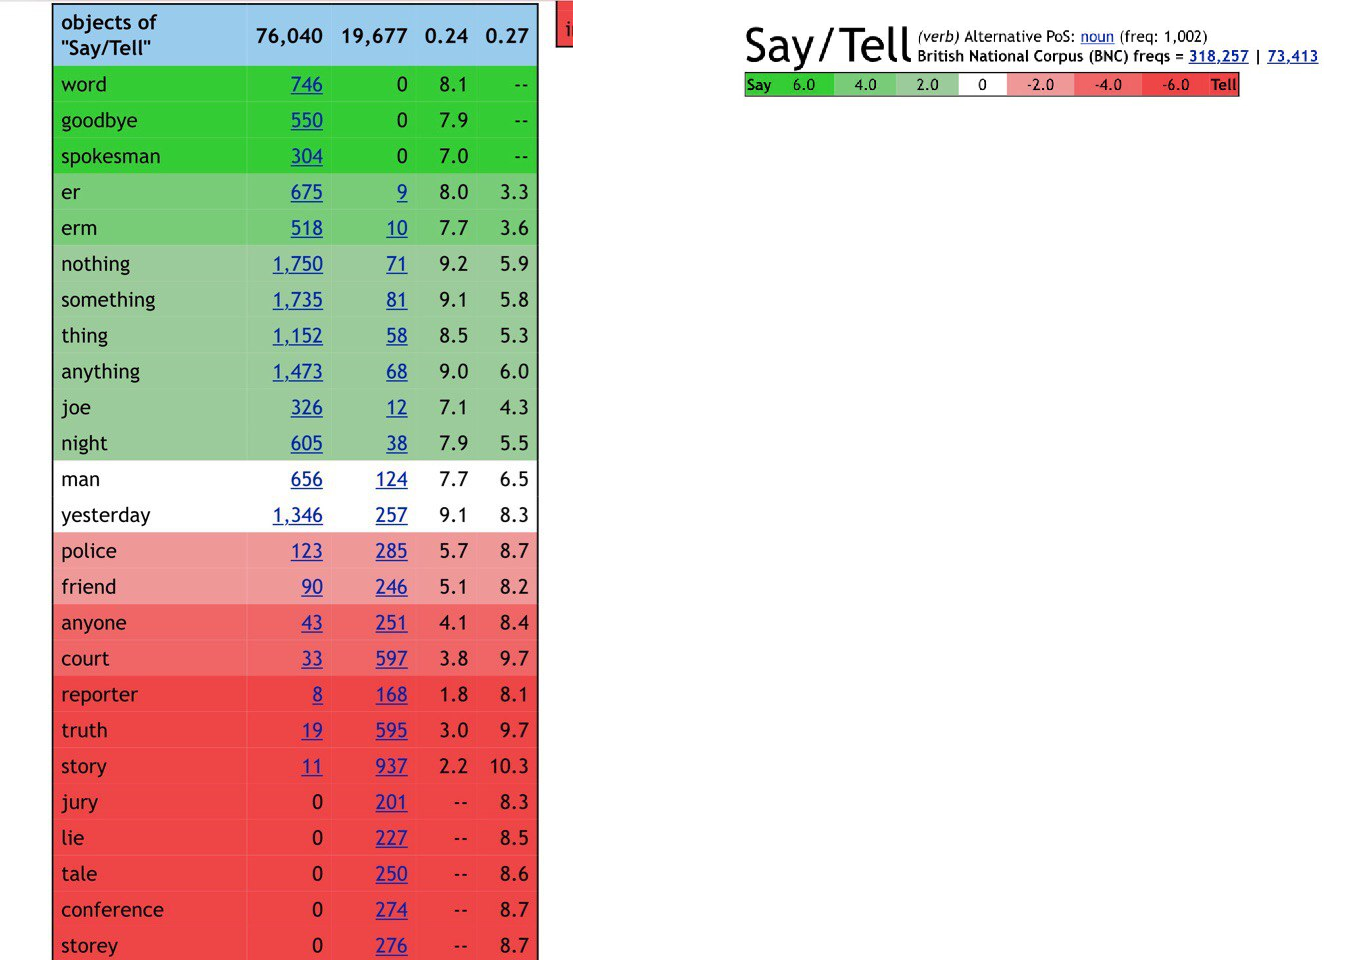 objects of "Say/Tell" 76,040 19,677 0.24 0.27
word 746 0 8.1 --
goodbye 550 0 7.9 --
spokesman 304 0 7.0 --
er 675 9 8.0 3.3
erm 518 10 7.7 3.6
nothing 1,750 71 9.2 5.9
something 1,735 81 9.1 5.8
thing 1,152 58 8.5 5.3
anything 1,473 68 9.0 6.0
joe 326 12 7.1 4.3
night 605 38 7.9 5.5
man 656 124 7.7 6.5
yesterday 1,346 257 9.1 8.3
police 123 285 5.7 8.7
friend 90 246 5.1 8.2
anyone 43 251 4.1 8.4
court 33 597 3.8 9.7
reporter 8 168 1.8 8.1
truth 19 595 3.0 9.7
story 11 937 2.2 10.3
jury 0 201 -- 8.3
lie 0 227 -- 8.5
tale 0 250 -- 8.6
conference 0 274 -- 8.7
storey 0 276 -- 8.7
Say/Tell (verb) Alternative PoS: noun (freq: 1,002)
British National Corpus (BNC) freqs = 318,257 | 73,413
Say 6.0 4.0 2.0 0 -2.0 -4.0 -6.0 Tell